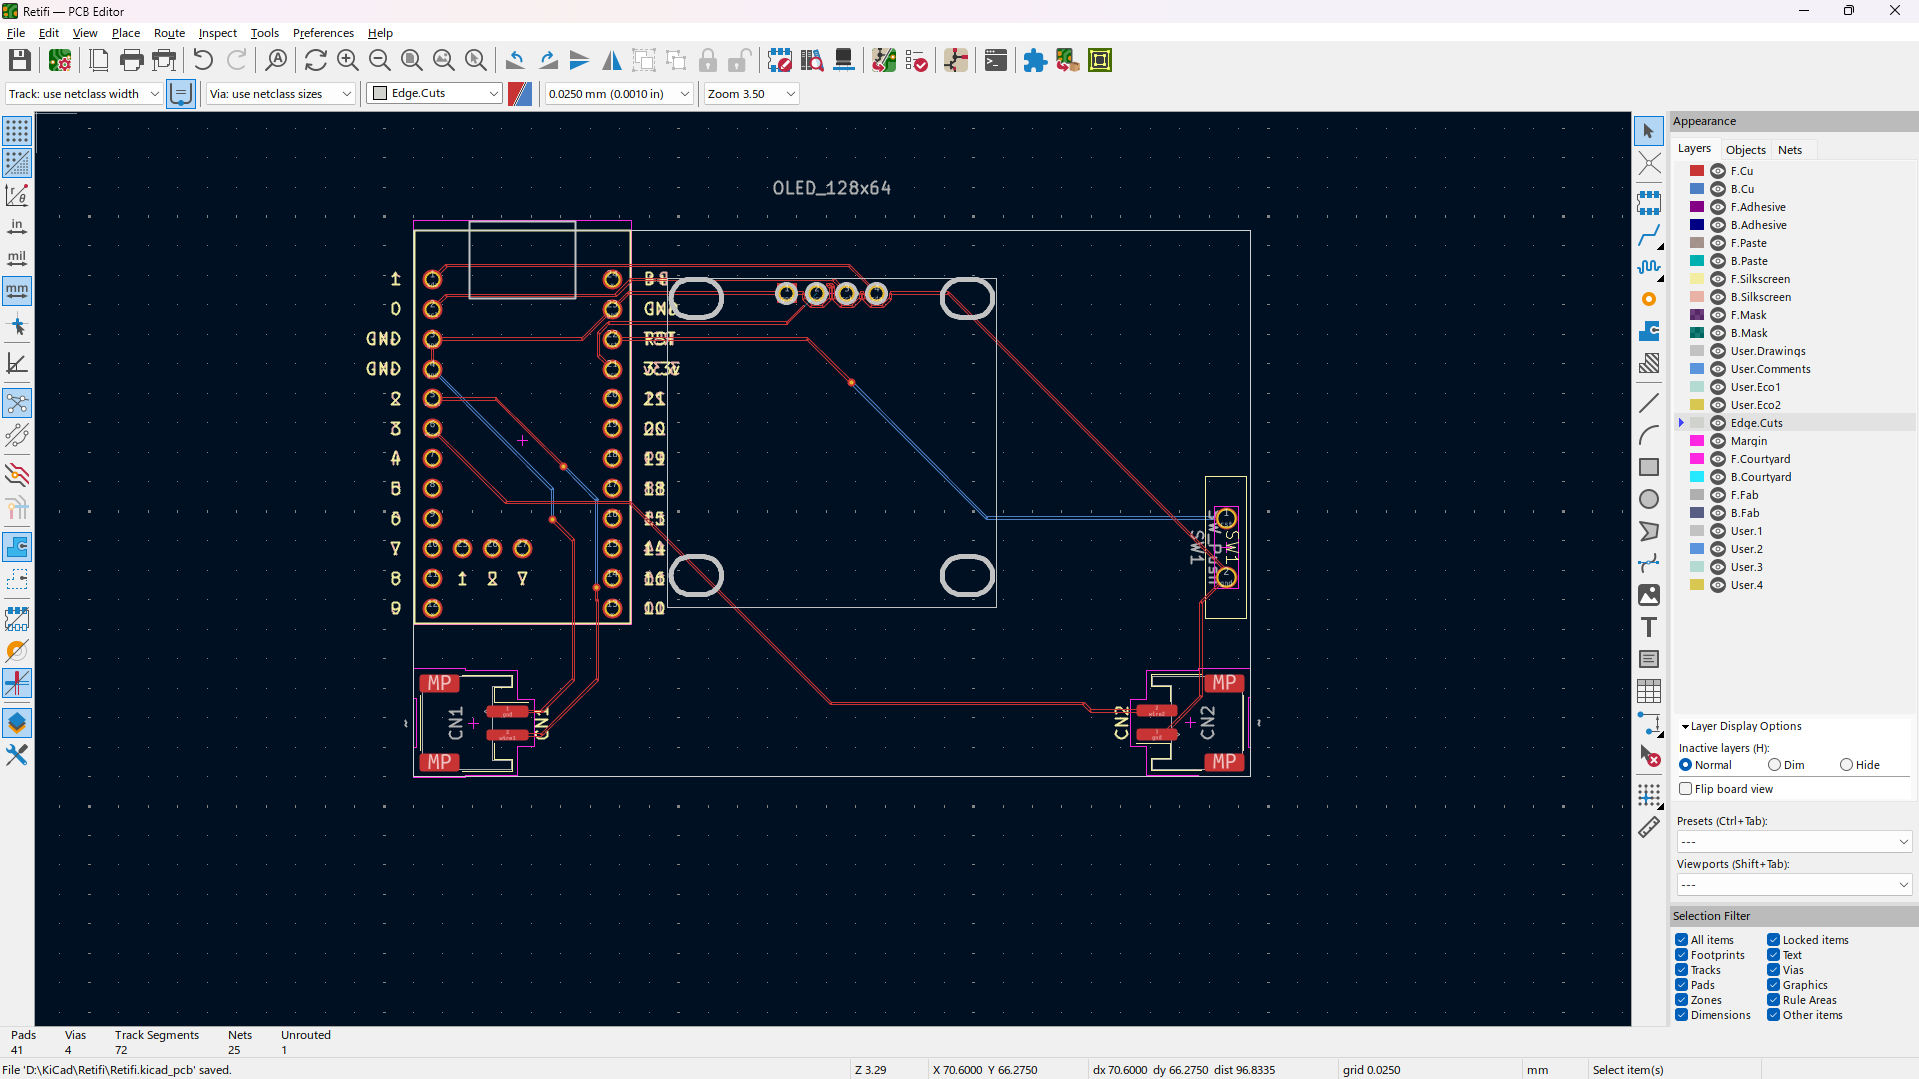 Retifi — PCB Editor
File Edit View Place Route Inspect Tools Preferences Help
Track: use netclass width Via: use netclass sizes Edge.Cuts 0.0250 mm (0.0010 in) Zoom 3.50
in
mil
mm
OLED_128x64
1
0
GND
GND
2
3
4
5
6
7
8
9
1 2 7
RST
21
20
19
18
15
14
16
10
MP
MP
CN1
CN1
MP
MP
CN2
CN2
SW1
SW1
SW_Push
Appearance
Layers Objects Nets
F.Cu
B.Cu
F.Adhesive
B.Adhesive
F.Paste
B.Paste
F.Silkscreen
B.Silkscreen
F.Mask
B.Mask
User.Drawings
User.Comments
User.Eco1
User.Eco2
Edge.Cuts
Margin
F.Courtyard
B.Courtyard
F.Fab
B.Fab
User.1
User.2
User.3
User.4
Layer Display Options
Inactive layers (H):
Normal Dim Hide
Flip board view
Presets (Ctrl+Tab):
---
Viewports (Shift+Tab):
---
Selection Filter
All items Locked items
Footprints Text
Tracks Vias
Pads Graphics
Zones Rule Areas
Dimensions Other items
Pads Vias Track Segments Nets Unrouted
41 4 72 25 1
File 'D:\KiCad\Retifi\Retifi.kicad_pcb' saved. Z 3.29 X 70.6000 Y 66.2750 dx 70.6000 dy 66.2750 dist 96.8335 grid 0.0250 mm Select item(s)